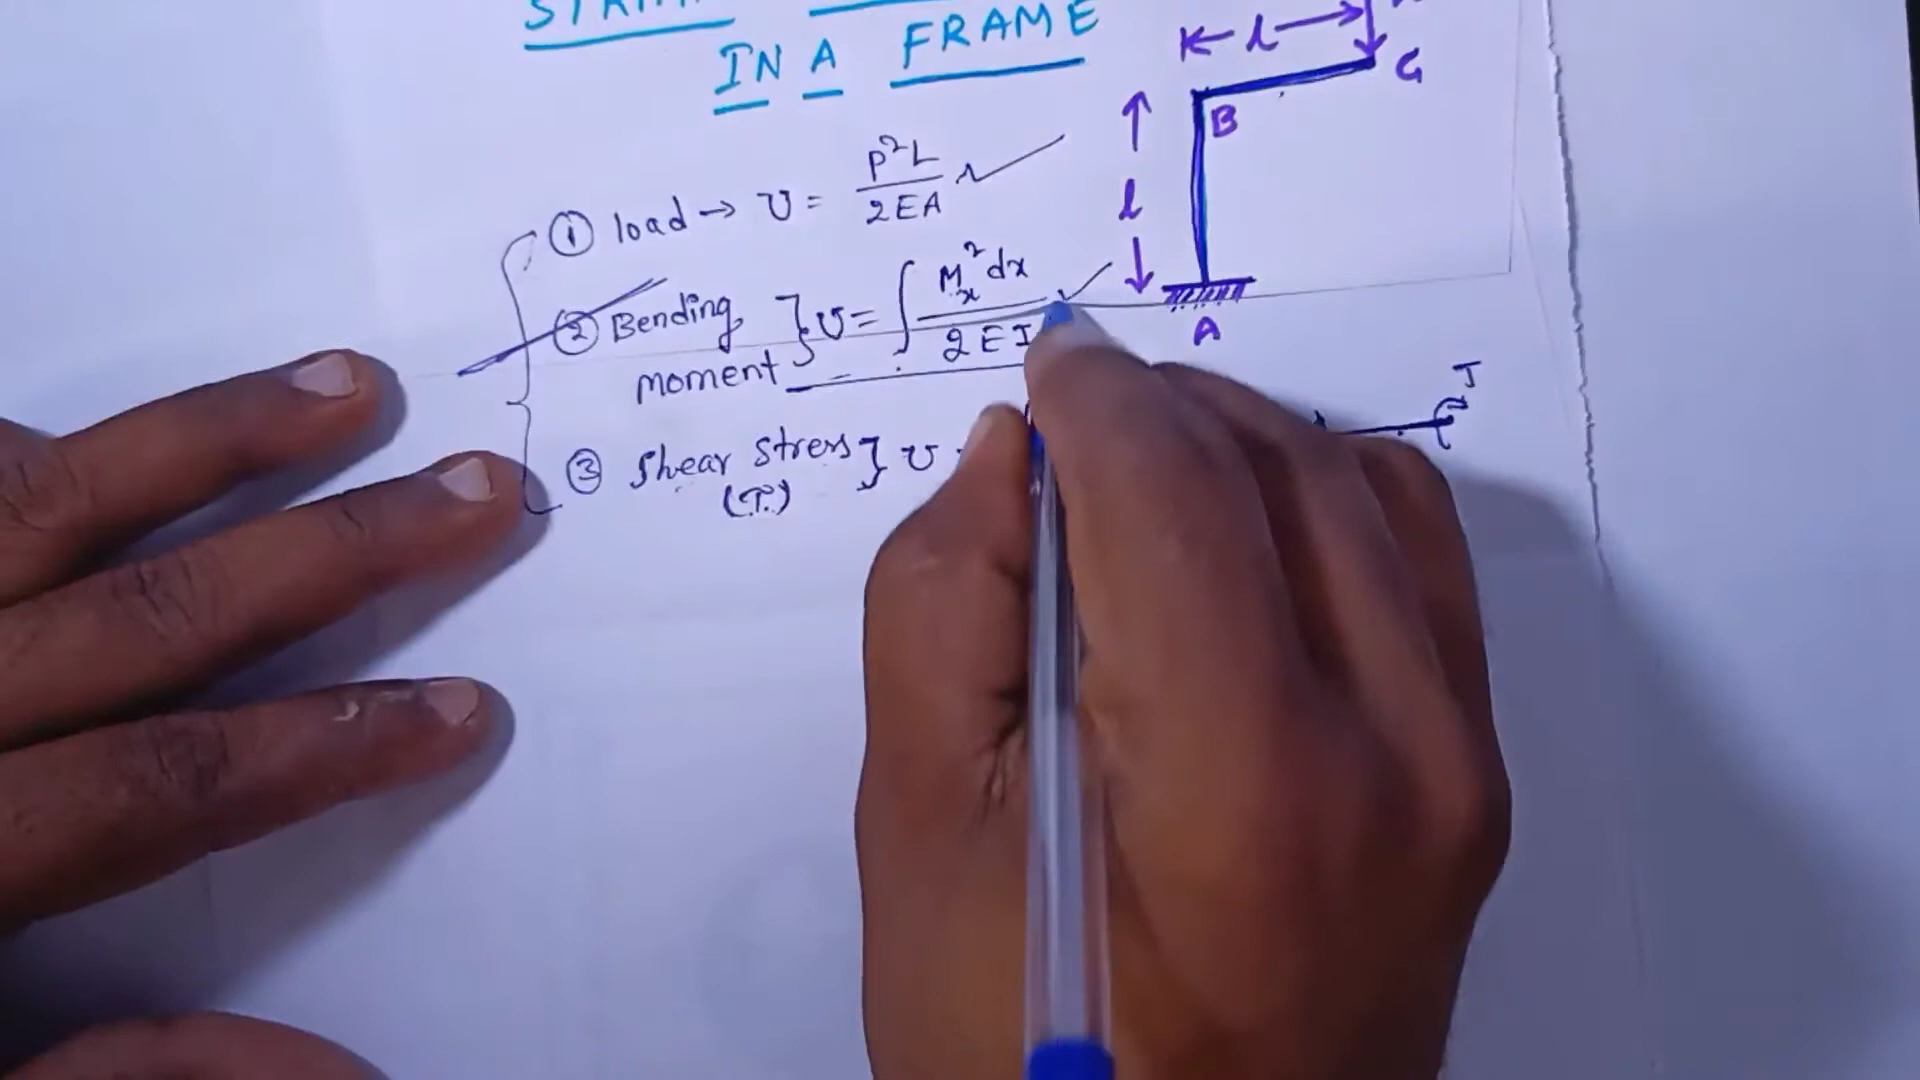 IN A FRAME
K← l →
G
B
l
A
① load → U = P²L / 2EA
② Bending moment } U = ∫ Mx² dx / 2EI
③ Shear stress } U
(T.)
T